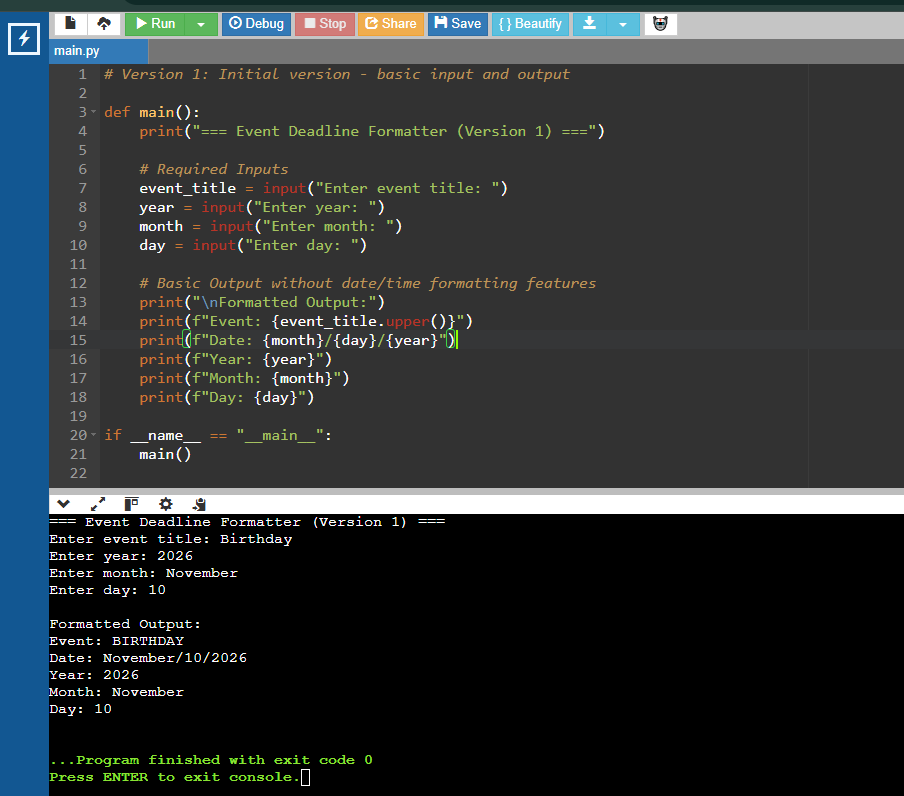 Run Debug Stop Share Save { } Beautify
main.py
1 # Version 1: Initial version - basic input and output
2
3 def main():
4     print("=== Event Deadline Formatter (Version 1) ===")
5
6     # Required Inputs
7     event_title = input("Enter event title: ")
8     year = input("Enter year: ")
9     month = input("Enter month: ")
10     day = input("Enter day: ")
11
12     # Basic Output without date/time formatting features
13     print("\nFormatted Output:")
14     print(f"Event: {event_title.upper()}")
15     print(f"Date: {month}/{day}/{year}")
16     print(f"Year: {year}")
17     print(f"Month: {month}")
18     print(f"Day: {day}")
19
20 if __name__ == "__main__":
21     main()
22
=== Event Deadline Formatter (Version 1) ===
Enter event title: Birthday
Enter year: 2026
Enter month: November
Enter day: 10

Formatted Output:
Event: BIRTHDAY
Date: November/10/2026
Year: 2026
Month: November
Day: 10

...Program finished with exit code 0
Press ENTER to exit console.